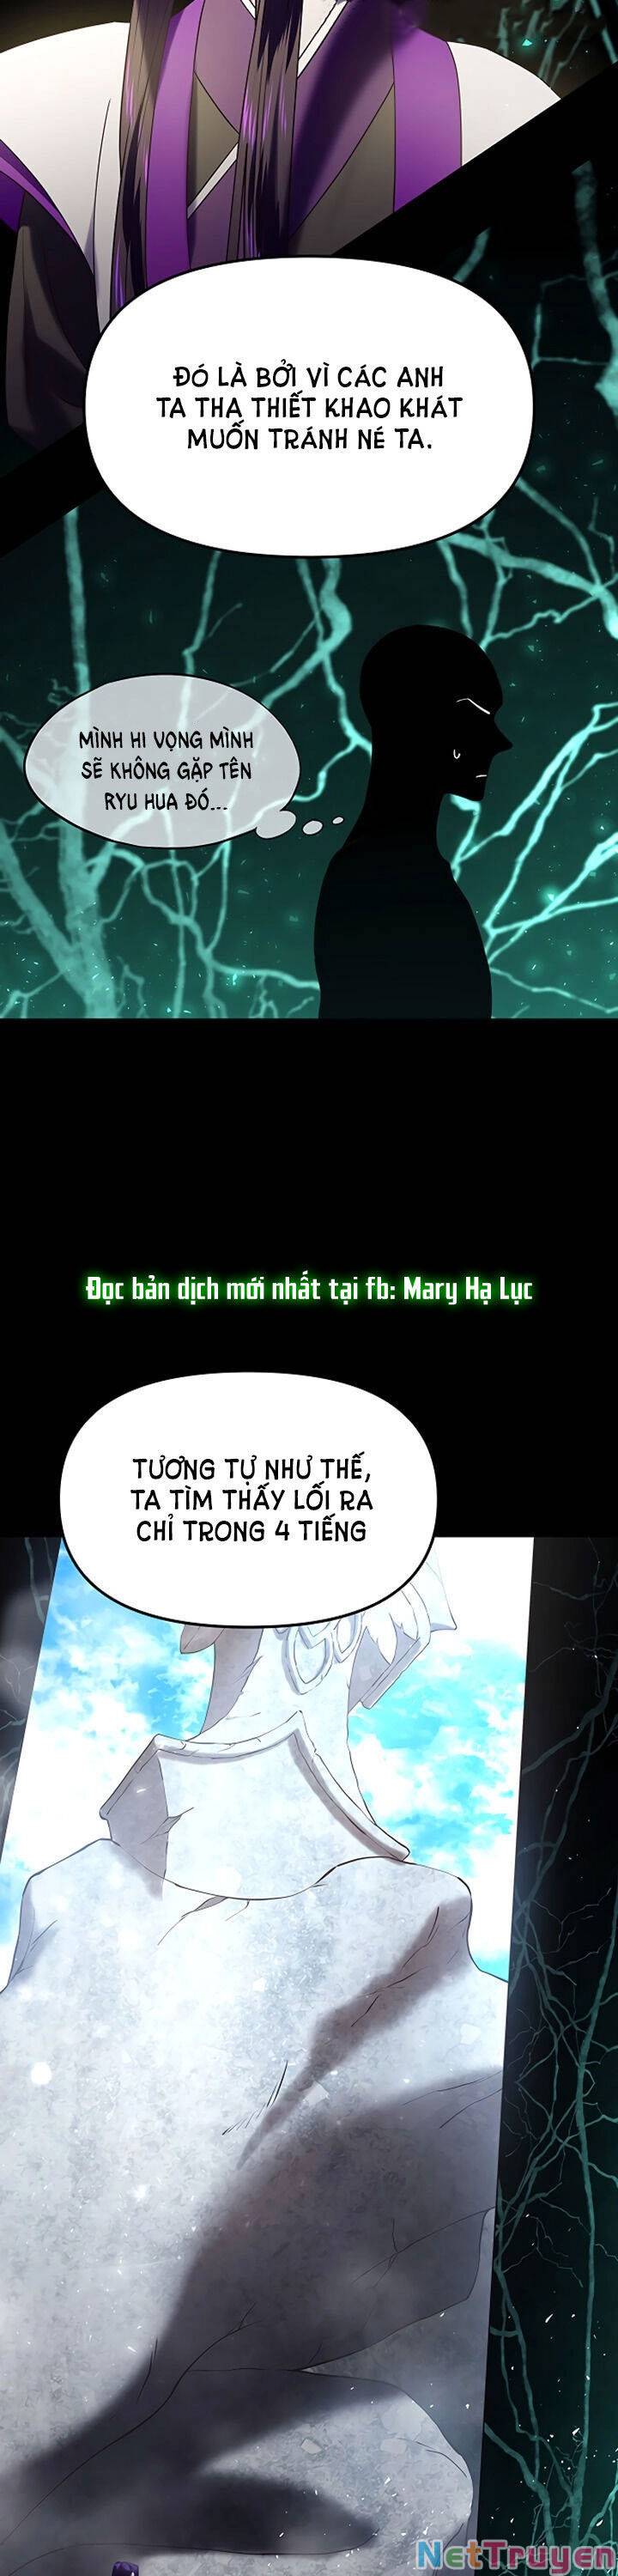 ĐÓ LÀ BỞI VÌ CÁC ANH
TA THA THIẾT KHAO KHÁT
MUỐN TRÁNH NÉ TA.
MÌNH HI VỌNG MÌNH
SẼ KHÔNG GẶP TÊN
RYU HUA ĐÓ...
Đọc bản dịch mới nhất tại fb: Mary Hạ Lục
TƯƠNG TỰ NHƯ THẾ,
TA TÌM THẤY LỐI RA
CHỈ TRONG 4 TIẾNG
NetTruyen